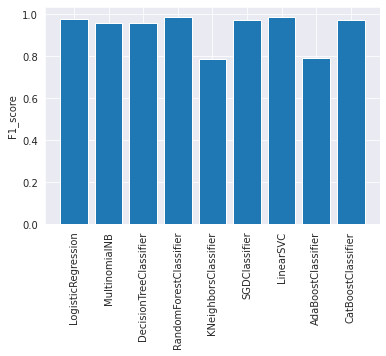 1.0
0.8
0.6
0.4
0.2
0.0
F1_score
LogisticRegression
MultinomialNB
DecisionTreeClassifier
RandomForestClassifier
KNeighborsClassifier
SGDClassifier
LinearSVC
AdaBoostClassifier
CatBoostClassifier